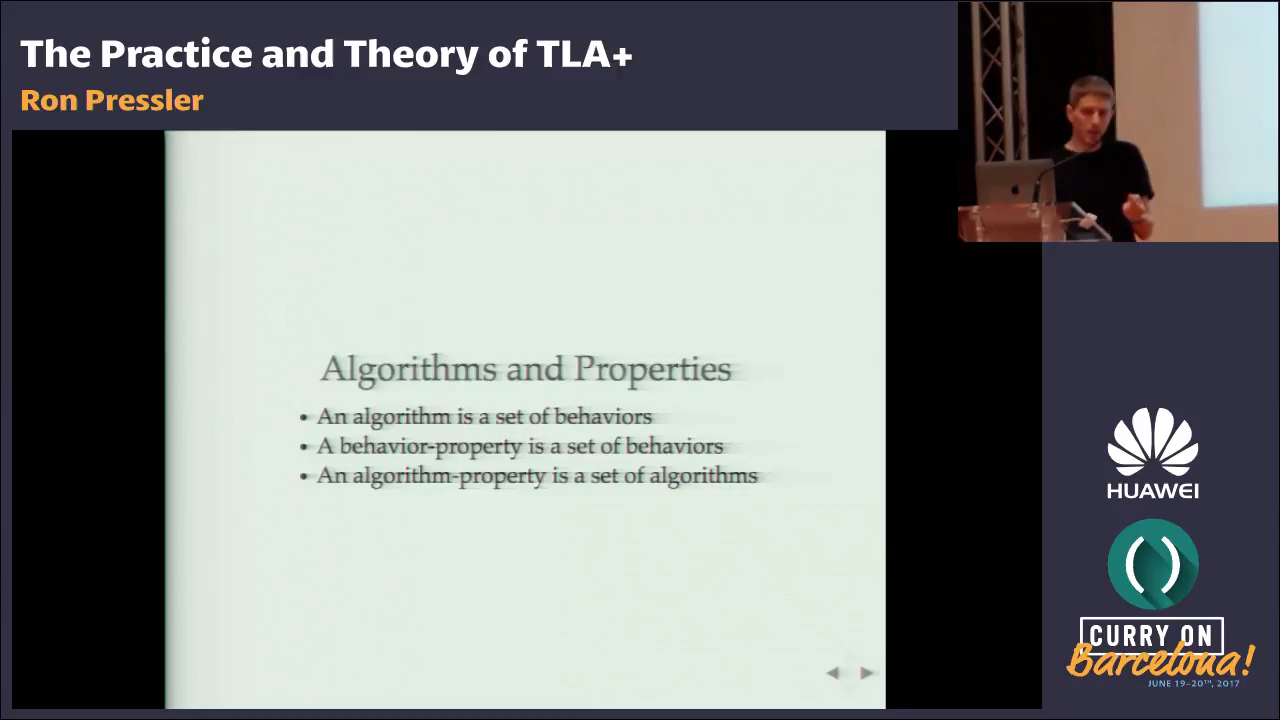 The Practice and Theory of TLA+
Ron Pressler
Algorithms and Properties
• An algorithm is a set of behaviors
• A behavior-property is a set of behaviors
• An algorithm-property is a set of algorithms
HUAWEI
CURRY ON
Barcelona!
JUNE 19-20TH, 2017